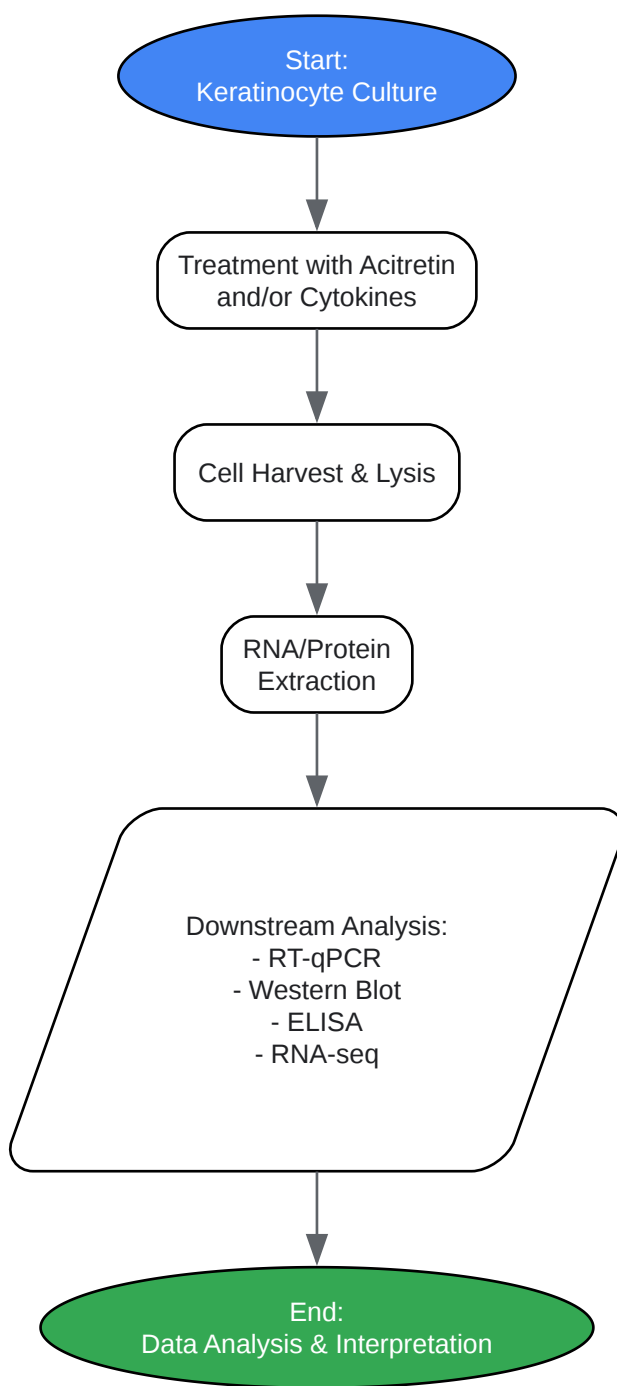 Start:
Keratinocyte Culture
Treatment with Acitretin
and/or Cytokines
Cell Harvest & Lysis
RNA/Protein
Extraction
Downstream Analysis:
- RT-qPCR
- Western Blot
- ELISA
- RNA-seq
End:
Data Analysis & Interpretation